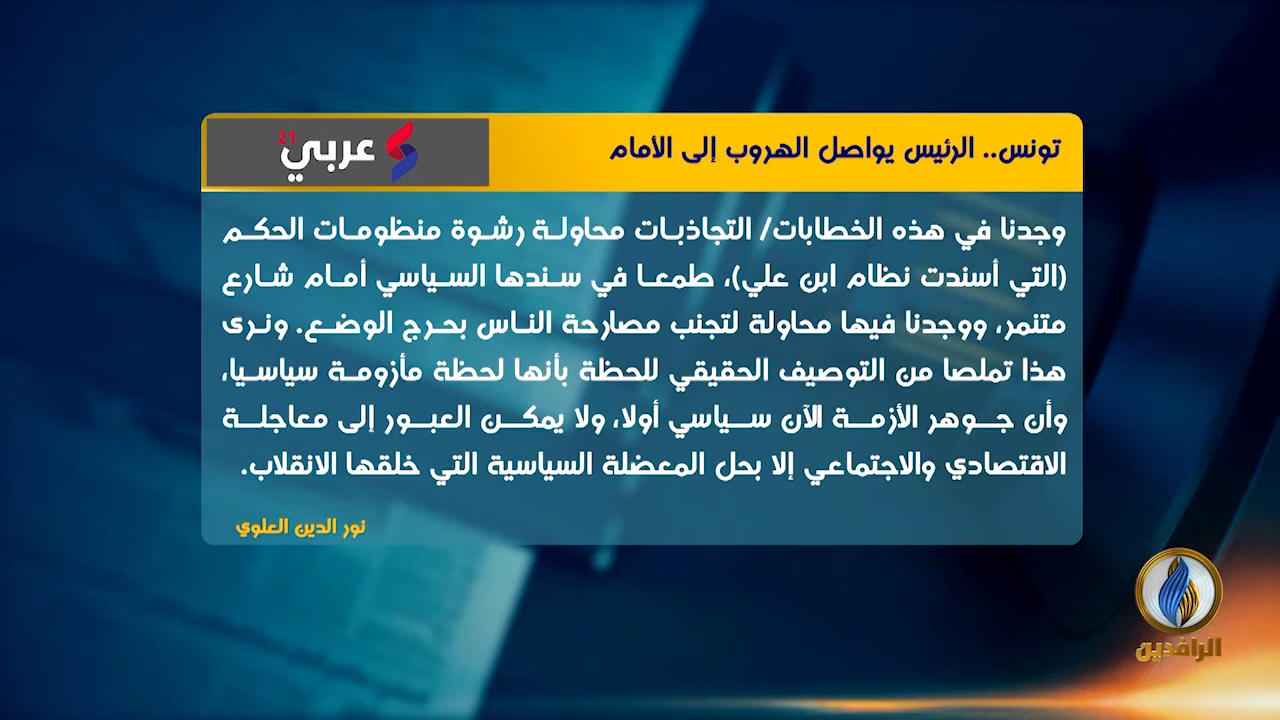 تونس.. الرئيس يواصل الهروب إلى الأمام
عربي 21
وجدنا في هذه الخطابات/ التجاذبات محاولة رشوة منظومات الحكم
(التي أسندت نظام ابن علي)، طمعا في سندها السياسي أمام شارع
متنمر، ووجدنا فيها محاولة لتجنب مصارحة الناس بحرج الوضع. ونرى
هذا تملصا من التوصيف الحقيقي للحظة بأنها لحظة مأزومة سياسيا،
وأن جوهر الأزمة الآن سياسي أولا، ولا يمكن العبور إلى معاجلة
الاقتصادي والاجتماعي إلا بحل المعضلة السياسية التي خلقها الانقلاب.
نور الدين العلوي
الرافدين